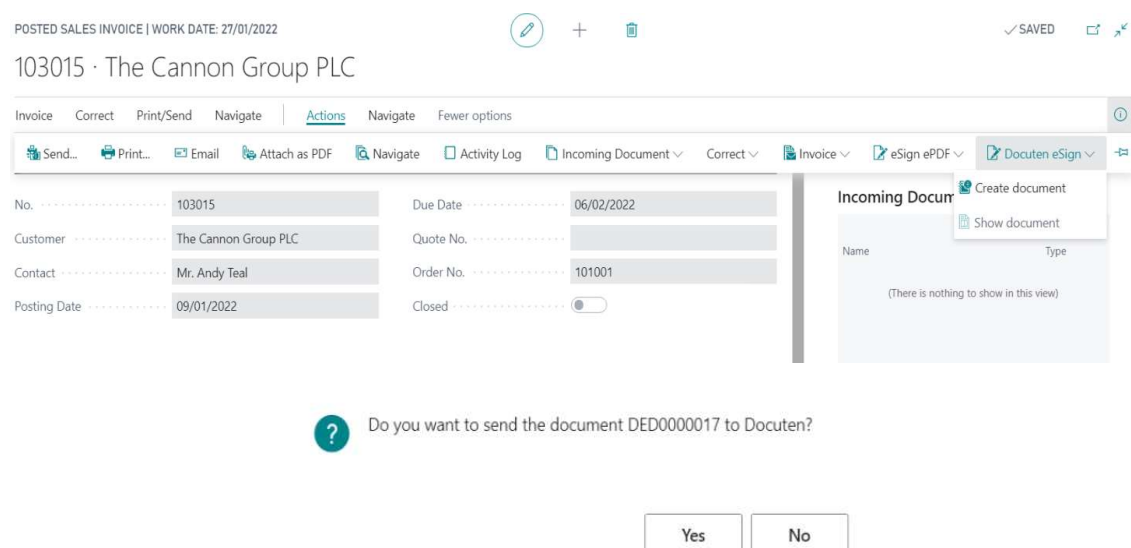 POSTED SALES INVOICE | WORK DATE: 27/01/2022
SAVED
103015 · The Cannon Group PLC
Invoice Correct Print/Send Navigate Actions Navigate Fewer options
Send... Print... Email Attach as PDF Navigate Activity Log Incoming Document Correct Invoice eSign ePDF Docuten eSign
Create document
Show document
No. 103015 Due Date 06/02/2022
Customer The Cannon Group PLC Quote No.
Contact Mr. Andy Teal Order No. 101001
Posting Date 09/01/2022 Closed
Incoming Docum
Name Type
(There is nothing to show in this view)
Do you want to send the document DED0000017 to Docuten?
Yes No